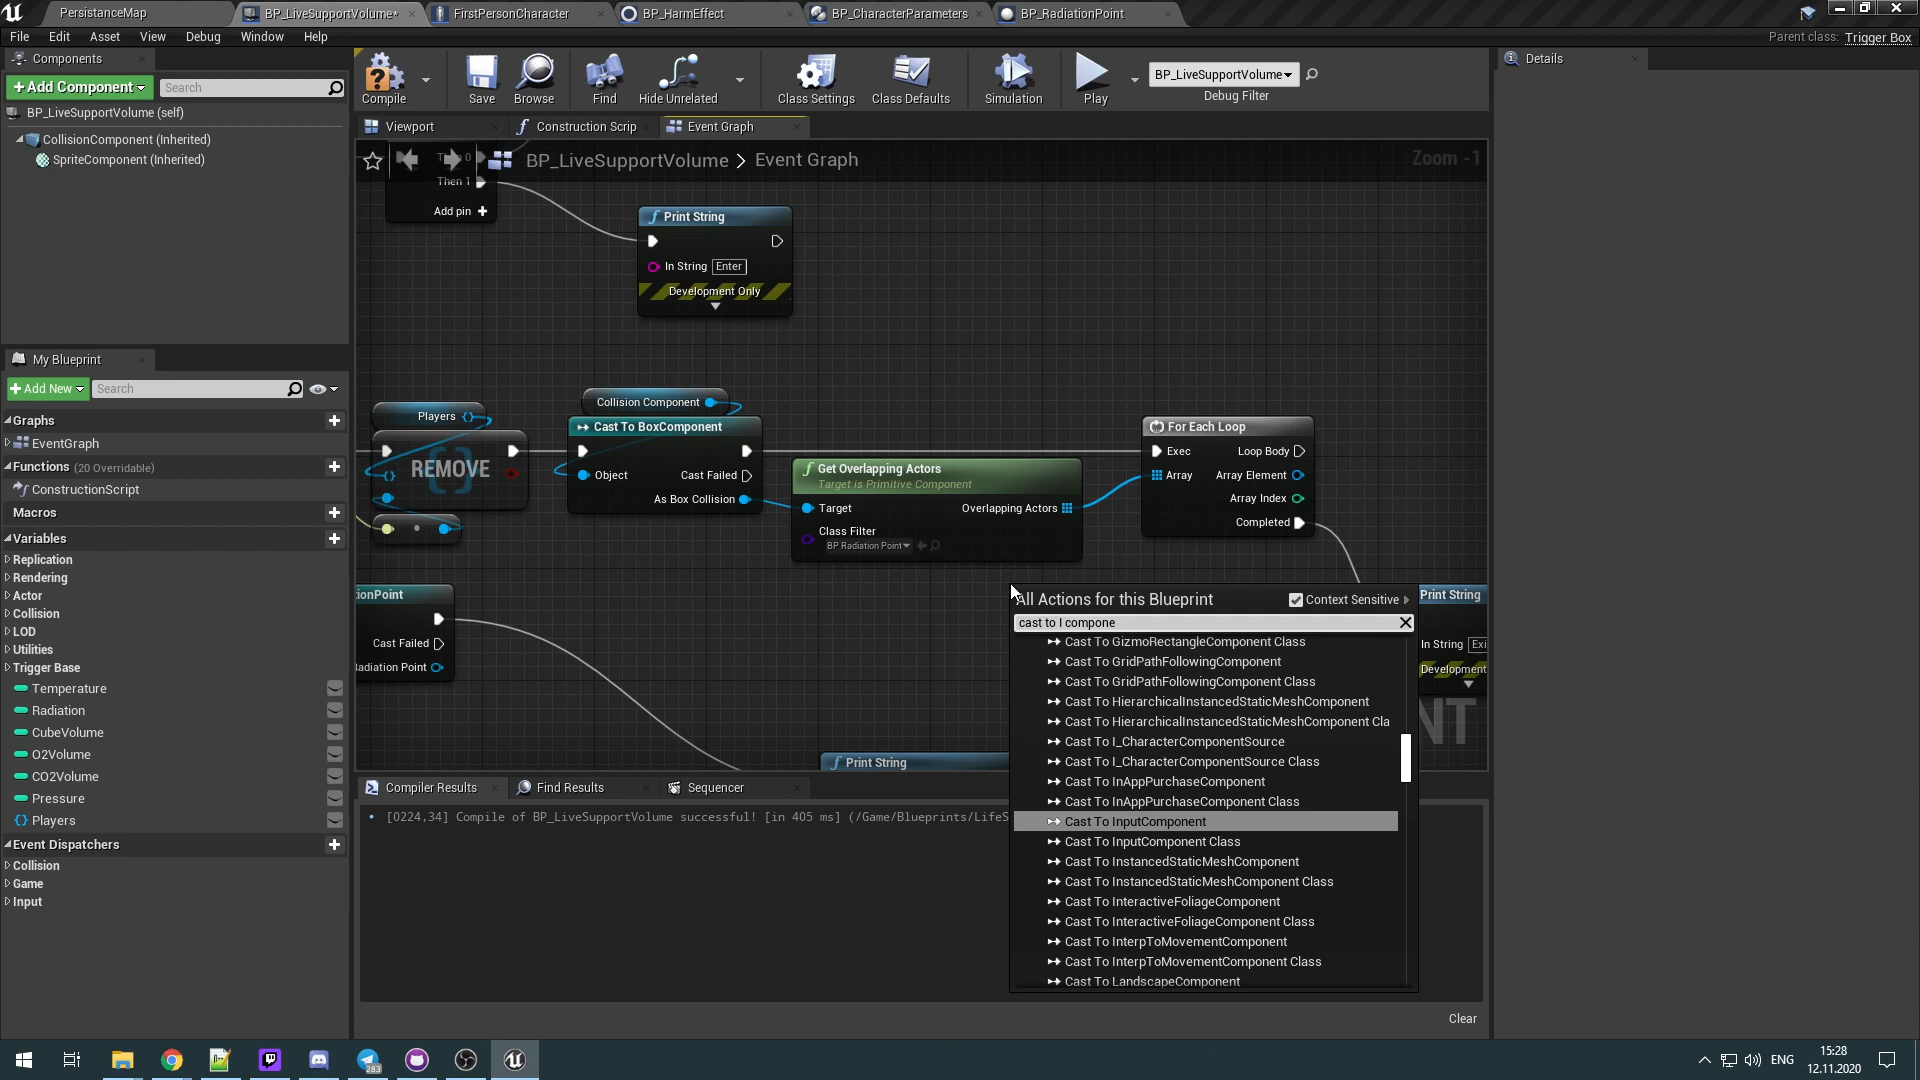 PersistanceMap
BP_LiveSupportVolume*
FirstPersonCharacter
BP_HarmEffect
BP_CharacterParameters
BP_RadiationPoint
File
Edit
Asset
View
Debug
Window
Help
Parent class: Trigger Box
Components
Add Component
Search
BP_LiveSupportVolume (self)
CollisionComponent (Inherited)
SpriteComponent (Inherited)
Compile
Save
Browse
Find
Hide Unrelated
Class Settings
Class Defaults
Simulation
Play
BP_LiveSupportVolume
Debug Filter
Details
Viewport
Construction Scrip
Event Graph
BP_LiveSupportVolume > Event Graph
Zoom -1
Then 0
Then 1
Add pin
Print String
In String Enter
Development Only
My Blueprint
Add New
Search
Graphs
EventGraph
Functions (20 Overridable)
ConstructionScript
Macros
Variables
Replication
Rendering
Actor
Collision
LOD
Utilities
Trigger Base
Temperature
Radiation
CubeVolume
O2Volume
CO2Volume
Pressure
Players
Event Dispatchers
Collision
Game
Input
Players
REMOVE
Collision Component
Cast To BoxComponent
Object
Cast Failed
As Box Collision
Get Overlapping Actors
Target is Primitive Component
Target
Overlapping Actors
Class Filter
BP Radiation Point
For Each Loop
Exec
Loop Body
Array
Array Element
Array Index
Completed
ionPoint
Cast Failed
adiation Point
Print String
Print String
In String Exi
Development
NT
All Actions for this Blueprint
Context Sensitive
cast to I compone
Cast To GizmoRectangleComponent Class
Cast To GridPathFollowingComponent
Cast To GridPathFollowingComponent Class
Cast To HierarchicalInstancedStaticMeshComponent
Cast To HierarchicalInstancedStaticMeshComponent Cla
Cast To I_CharacterComponentSource
Cast To I_CharacterComponentSource Class
Cast To InAppPurchaseComponent
Cast To InAppPurchaseComponent Class
Cast To InputComponent
Cast To InputComponent Class
Cast To InstancedStaticMeshComponent
Cast To InstancedStaticMeshComponent Class
Cast To InteractiveFoliageComponent
Cast To InteractiveFoliageComponent Class
Cast To InterpToMovementComponent
Cast To InterpToMovementComponent Class
Cast To LandscapeComponent
Compiler Results
Find Results
Sequencer
[0224,34] Compile of BP_LiveSupportVolume successful! [in 405 ms] (/Game/Blueprints/LifeS
Clear
283
ENG
15:28
12.11.2020